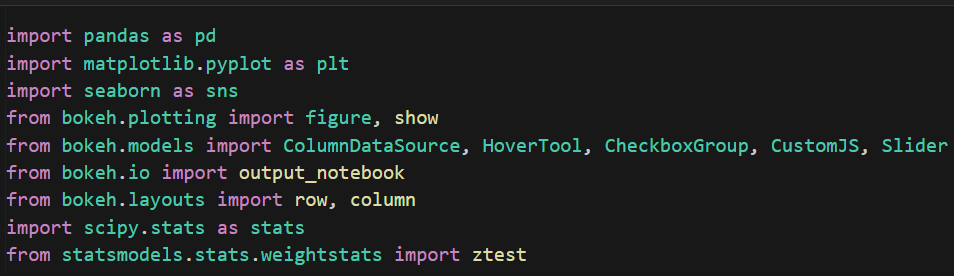 import pandas as pd
import matplotlib.pyplot as plt
import seaborn as sns
from bokeh.plotting import figure, show
from bokeh.models import ColumnDataSource, HoverTool, CheckboxGroup, CustomJS, Slider
from bokeh.io import output_notebook
from bokeh.layouts import row, column
import scipy.stats as stats
from statsmodels.stats.weightstats import ztest